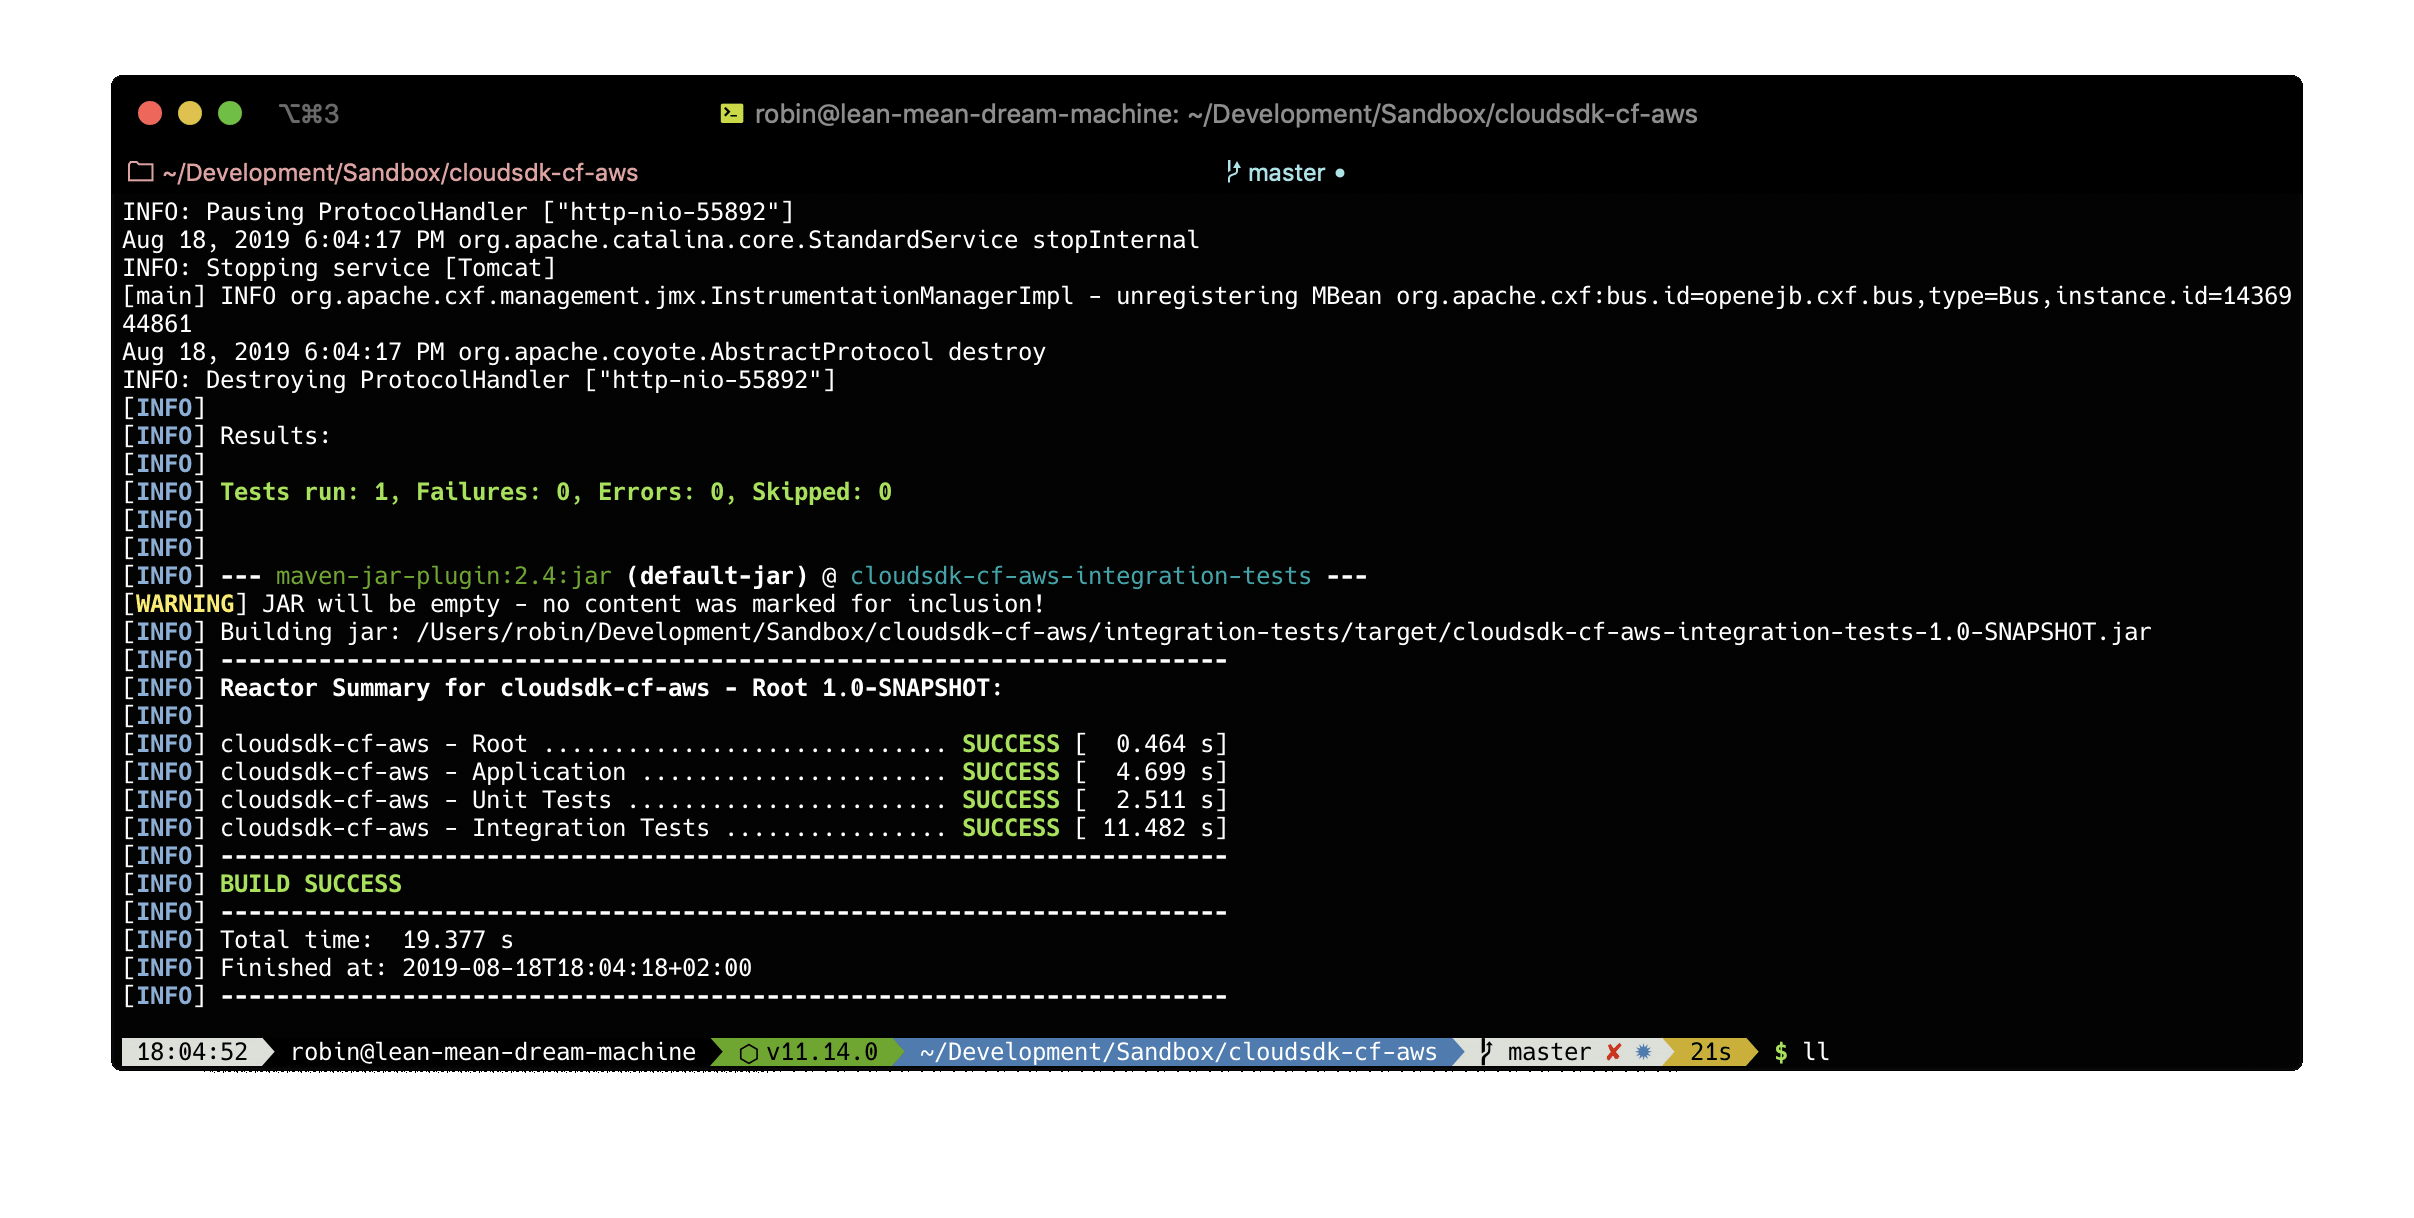 ⌥⌘3 robin@lean-mean-dream-machine: ~/Development/Sandbox/cloudsdk-cf-aws
~/Development/Sandbox/cloudsdk-cf-aws master •
INFO: Pausing ProtocolHandler ["http-nio-55892"]
Aug 18, 2019 6:04:17 PM org.apache.catalina.core.StandardService stopInternal
INFO: Stopping service [Tomcat]
[main] INFO org.apache.cxf.management.jmx.InstrumentationManagerImpl - unregistering MBean org.apache.cxf:bus.id=openejb.cxf.bus,type=Bus,instance.id=14369
44861
Aug 18, 2019 6:04:17 PM org.apache.coyote.AbstractProtocol destroy
INFO: Destroying ProtocolHandler ["http-nio-55892"]
[INFO]
[INFO] Results:
[INFO]
[INFO] Tests run: 1, Failures: 0, Errors: 0, Skipped: 0
[INFO]
[INFO]
[INFO] --- maven-jar-plugin:2.4:jar (default-jar) @ cloudsdk-cf-aws-integration-tests ---
[WARNING] JAR will be empty - no content was marked for inclusion!
[INFO] Building jar: /Users/robin/Development/Sandbox/cloudsdk-cf-aws/integration-tests/target/cloudsdk-cf-aws-integration-tests-1.0-SNAPSHOT.jar
[INFO] ------------------------------------------------------------------------
[INFO] Reactor Summary for cloudsdk-cf-aws - Root 1.0-SNAPSHOT:
[INFO]
[INFO] cloudsdk-cf-aws - Root ............................. SUCCESS [  0.464 s]
[INFO] cloudsdk-cf-aws - Application ...................... SUCCESS [  4.699 s]
[INFO] cloudsdk-cf-aws - Unit Tests ....................... SUCCESS [  2.511 s]
[INFO] cloudsdk-cf-aws - Integration Tests ................ SUCCESS [ 11.482 s]
[INFO] ------------------------------------------------------------------------
[INFO] BUILD SUCCESS
[INFO] ------------------------------------------------------------------------
[INFO] Total time:  19.377 s
[INFO] Finished at: 2019-08-18T18:04:18+02:00
[INFO] ------------------------------------------------------------------------
18:04:52 robin@lean-mean-dream-machine ⬡ v11.14.0 ~/Development/Sandbox/cloudsdk-cf-aws master ✘ ✹ 21s $ ll